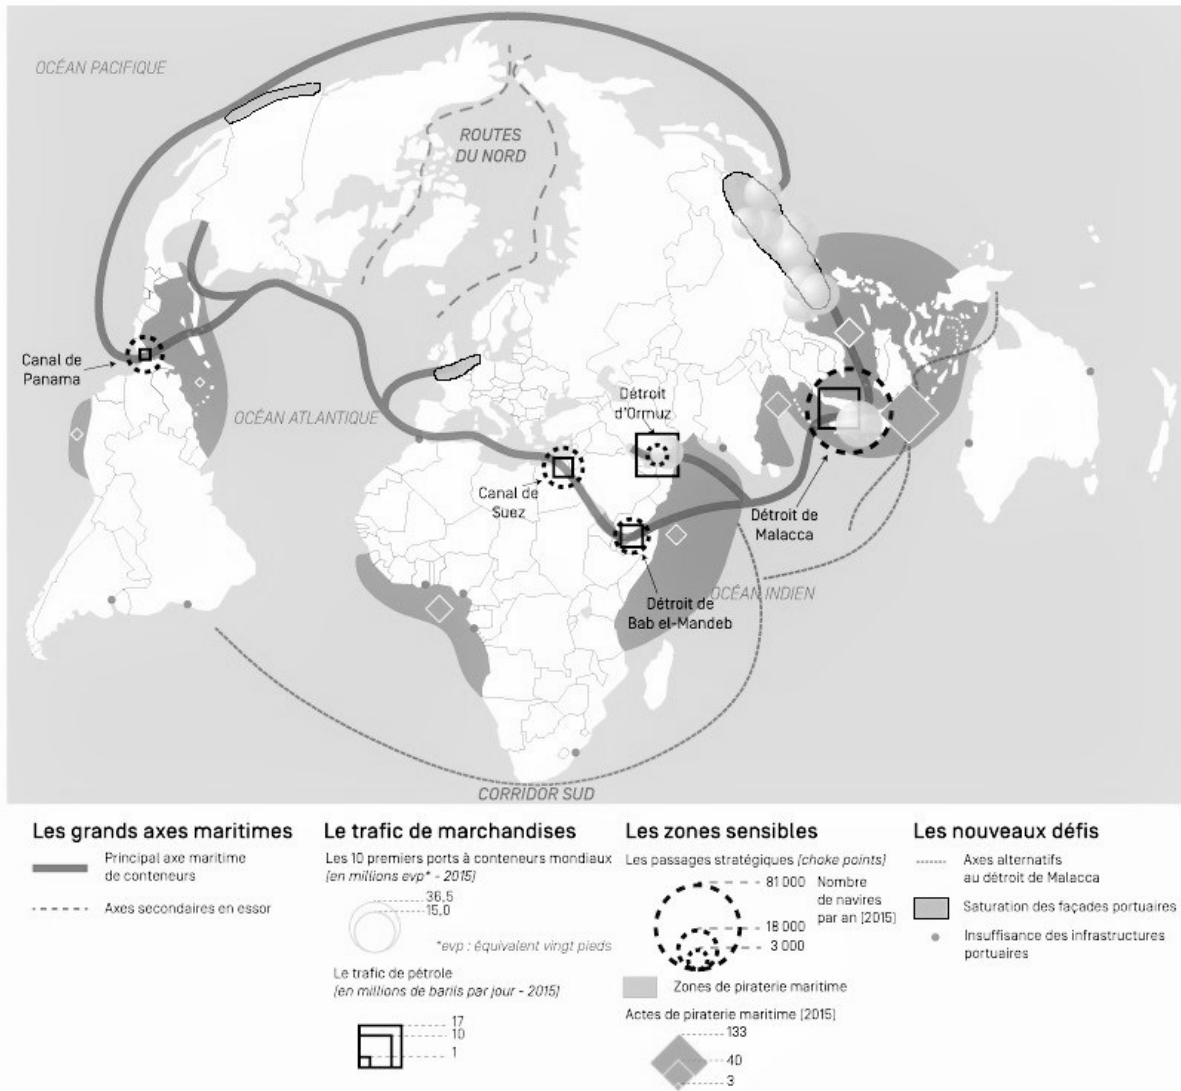 OCÉAN PACIFIQUE
ROUTES
DU NORD
Canal de
Panama
OCÉAN ATLANTIQUE
Détroit
d'Ormuz
Canal de
Suez
Détroit de
Malacca
OCÉAN INDIEN
Détroit de
Bab el-Mandeb
CORRIDOR SUD
Les grands axes maritimes
Principal axe maritime
de conteneurs
Axes secondaires en essor
Le trafic de marchandises
Les 10 premiers ports à conteneurs mondiaux
(en millions evp* - 2015)
36,5
15,0
*evp : équivalent vingt pieds
Le trafic de pétrole
(en millions de barils par jour - 2015)
17
10
1
Les zones sensibles
Les passages stratégiques (choke points)
81 000
18 000
3 000
Nombre
de navires
par an (2015)
Zones de piraterie maritime
Actes de piraterie maritime (2015)
133
40
3
Les nouveaux défis
Axes alternatifs
au détroit de Malacca
Saturation des façades portuaires
Insuffisance des infrastructures
portuaires